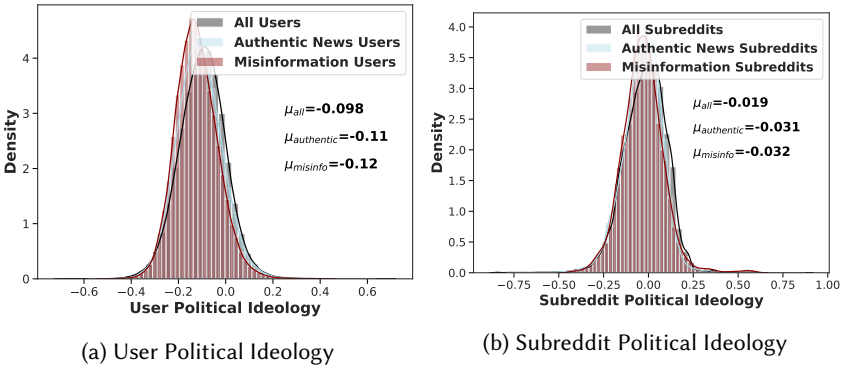 All Users
Authentic News Users
Misinformation Users
μall=-0.098
μauthentic=-0.11
μmisinfo=-0.12
Density
0
1
2
3
4
−0.6 −0.4 −0.2 0.0 0.2 0.4 0.6
User Political Ideology
(a) User Political Ideology
All Subreddits
Authentic News Subreddits
Misinformation Subreddits
μall=-0.019
μauthentic=-0.031
μmisinfo=-0.032
Density
4.0
3.5
3.0
2.5
2.0
1.5
1.0
0.5
0.0
−0.75 −0.50 −0.25 0.00 0.25 0.50 0.75 1.00
Subreddit Political Ideology
(b) Subreddit Political Ideology